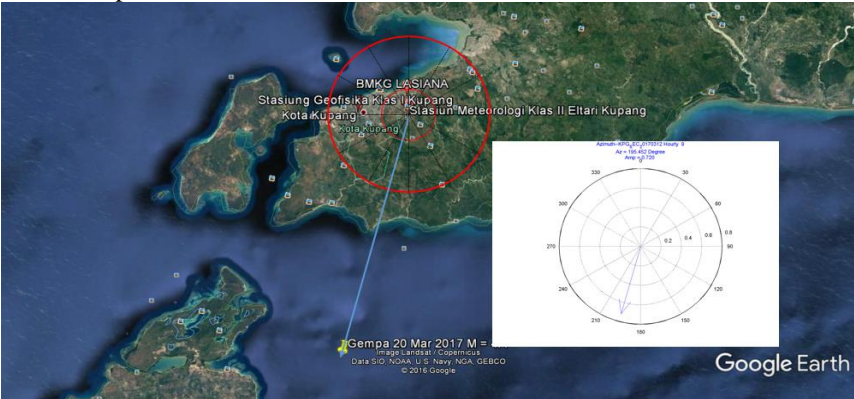 BMKG LASIANA
Stasiung Geofisika Klas I Kupang
Stasiun Meteorologi Klas II Eltari Kupang
Kota Kupang
Kota Kupang
Hourly 9
Az = 195.452 Degree
Amp = 0.720
0
330
30
300
60
270
0.2
0.4
0.6
0.8
90
240
120
210
150
180
Gempa 20 Mar 2017 M =
Image Landsat / Copernicus
Data SIO, NOAA, U.S. Navy, NGA, GEBCO
© 2016 Google
Google Earth